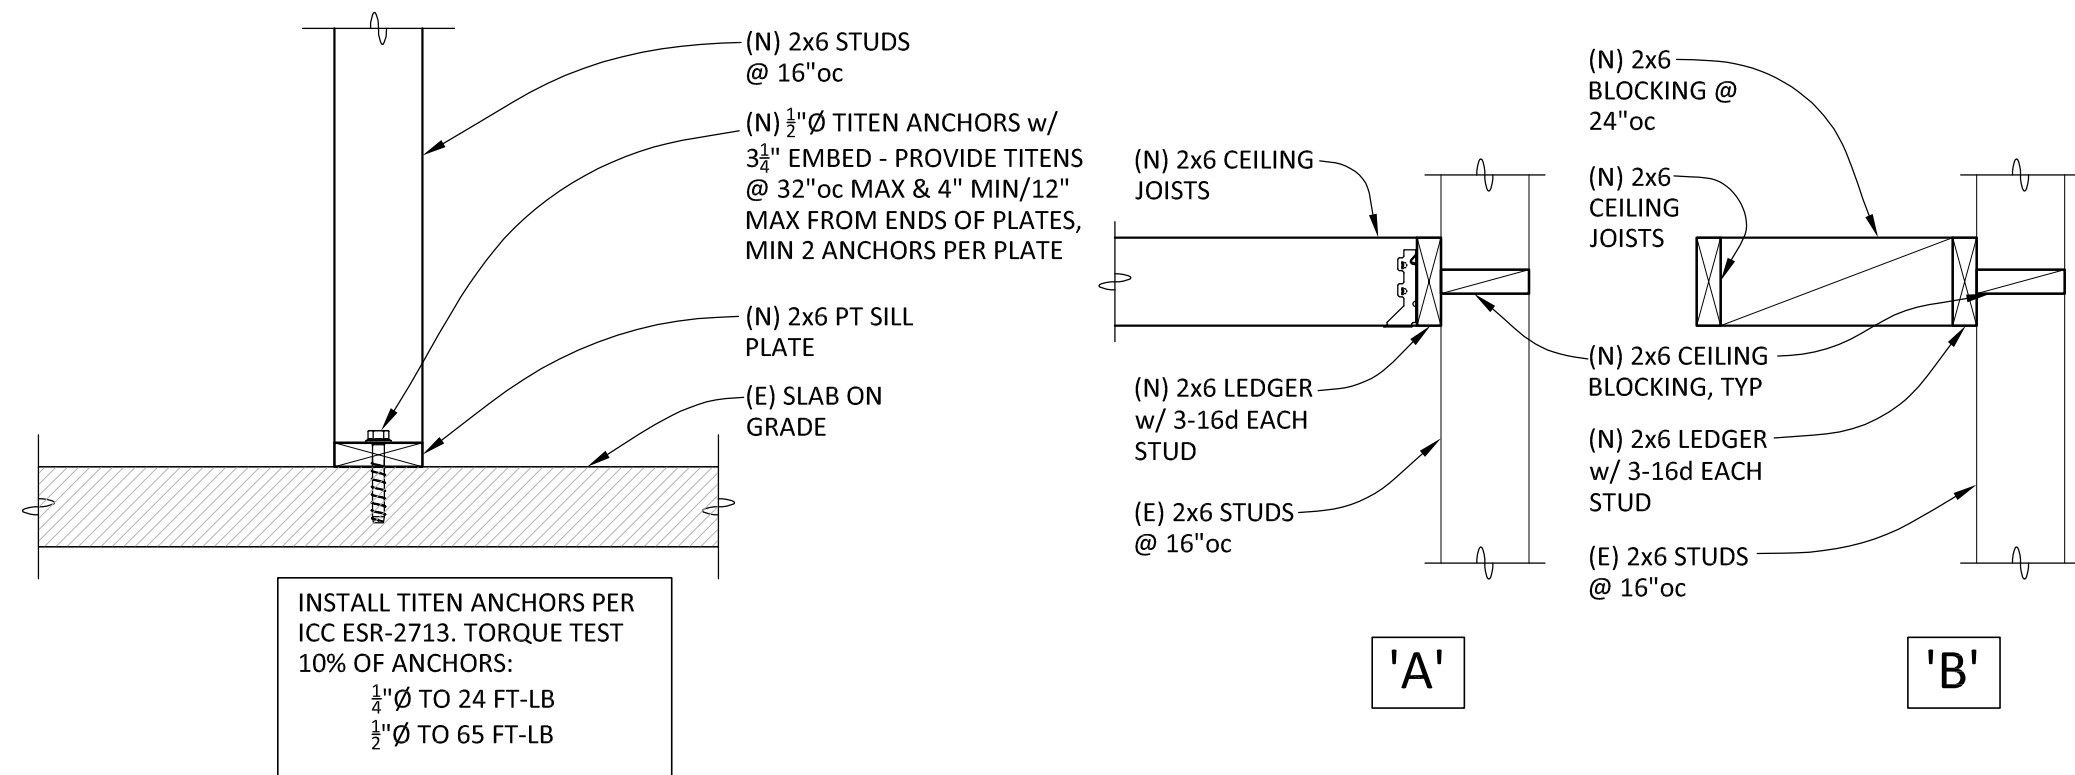 (N) 2x6 STUDS
@ 16"oc
(N) ½"Ø TITEN ANCHORS w/
3¼" EMBED - PROVIDE TITENS
@ 32"oc MAX & 4" MIN/12"
MAX FROM ENDS OF PLATES,
MIN 2 ANCHORS PER PLATE
(N) 2x6 PT SILL
PLATE
(E) SLAB ON
GRADE
INSTALL TITEN ANCHORS PER
ICC ESR-2713. TORQUE TEST
10% OF ANCHORS:
¼"Ø TO 24 FT-LB
½"Ø TO 65 FT-LB
(N) 2x6 CEILING
JOISTS
(N) 2x6 LEDGER
w/ 3-16d EACH
STUD
(E) 2x6 STUDS
@ 16"oc
'A'
(N) 2x6
BLOCKING @
24"oc
(N) 2x6
CEILING
JOISTS
(N) 2x6 CEILING
BLOCKING, TYP
(N) 2x6 LEDGER
w/ 3-16d EACH
STUD
(E) 2x6 STUDS
@ 16"oc
'B'